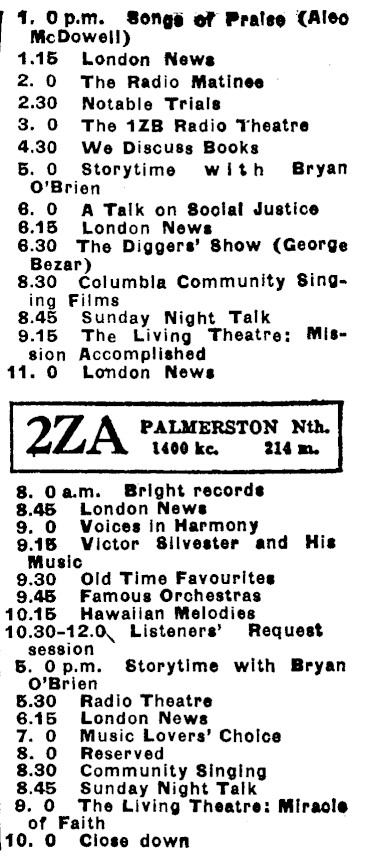 1. 0 p.m. Songs of Praise (Alec
McDowell)
1.15 London News
2. 0 The Radio Matinee
2.30 Notable Trials
3. 0 The 1ZB Radio Theatre
4.30 We Discuss Books
5. 0 Storytime with Bryan
O'Brien
6. 0 A Talk on Social Justice
6.15 London News
6.30 The Diggers' Show (George
Bezar)
8.30 Columbia Community Sing-
ing Films
8.45 Sunday Night Talk
9.15 The Living Theatre: Mis-
sion Accomplished
11. 0 London News
2ZA PALMERSTON Nth.
1400 kc. 214 m.
8. 0 a.m. Bright records
8.45 London News
9. 0 Voices in Harmony
9.15 Victor Silvester and His
Music
9.30 Old Time Favourites
9.45 Famous Orchestras
10.15 Hawaiian Melodies
10.30-12.0 Listeners' Request
session
5. 0 p.m. Storytime with Bryan
O'Brien
5.30 Radio Theatre
6.15 London News
7. 0 Music Lovers' Choice
8. 0 Reserved
8.30 Community Singing
8.45 Sunday Night Talk
9. 0 The Living Theatre: Miracle
of Faith
10. 0 Close down